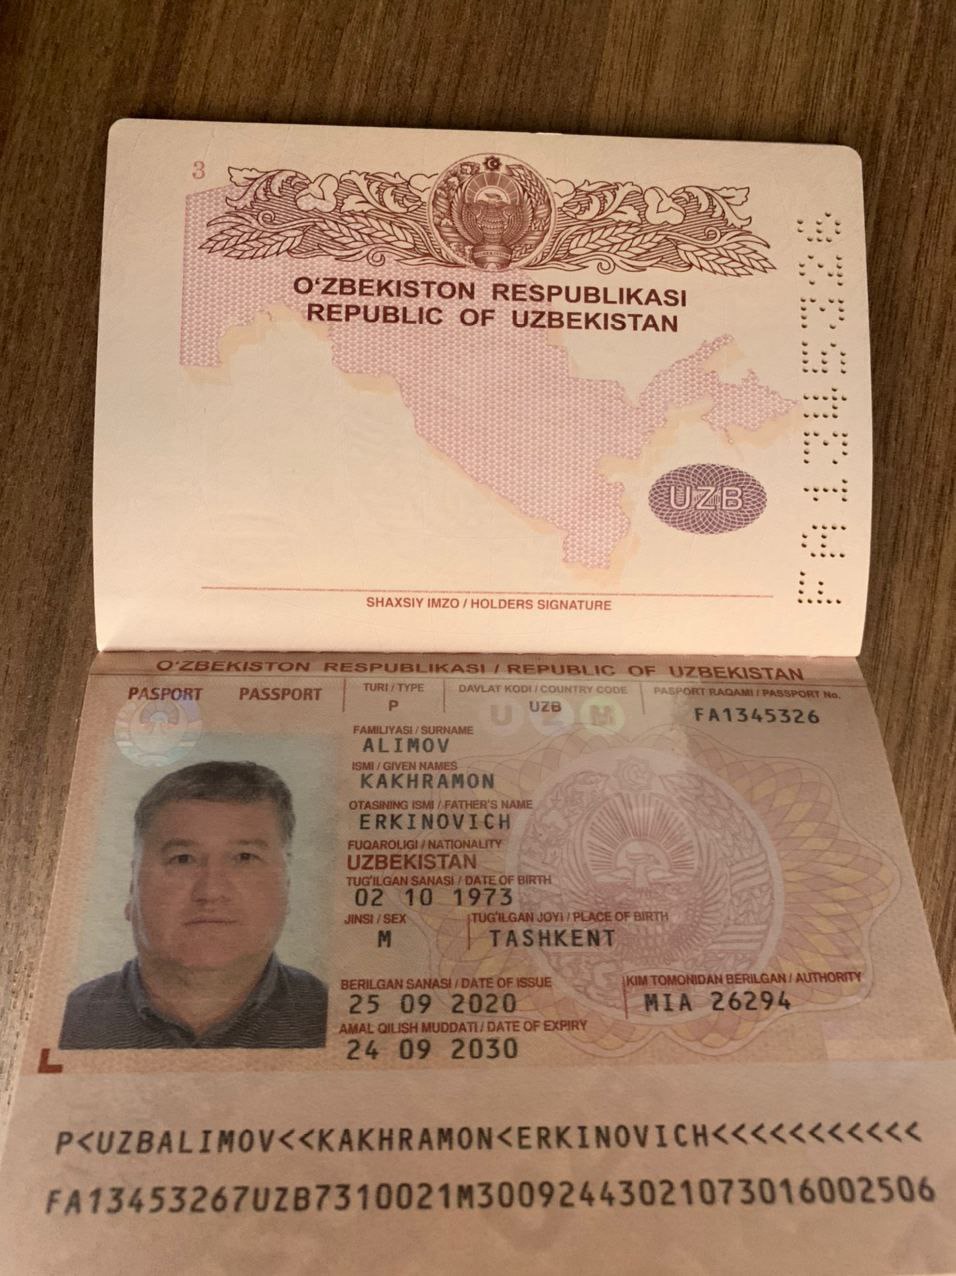 3
O‘ZBEKISTON RESPUBLIKASI
REPUBLIC OF UZBEKISTAN
UZB
SHAXSIY IMZO / HOLDERS SIGNATURE
FA1345326
O‘ZBEKISTON RESPUBLIKASI / REPUBLIC OF UZBEKISTAN
PASPORT PASSPORT TURI / TYPE DAVLAT KODI / COUNTRY CODE PASPORT RAQAMI / PASSPORT No.
P UZB FA1345326
FAMILIYASI / SURNAME
ALIMOV
ISMI / GIVEN NAMES
KAKHRAMON
OTASINING ISMI / FATHER'S NAME
ERKINOVICH
FUQAROLIGI / NATIONALITY
UZBEKISTAN
TUG‘ILGAN SANASI / DATE OF BIRTH
02 10 1973
JINSI / SEX TUG‘ILGAN JOYI / PLACE OF BIRTH
M TASHKENT
BERILGAN SANASI / DATE OF ISSUE KIM TOMONIDAN BERILGAN / AUTHORITY
25 09 2020 MIA 26294
AMAL QILISH MUDDATI / DATE OF EXPIRY
24 09 2030
P<UZBALIMOV<<KAKHRAMON<ERKINOVICH<<<<<<<<<<<
FA13453267UZB7310021M30092443021073016002506